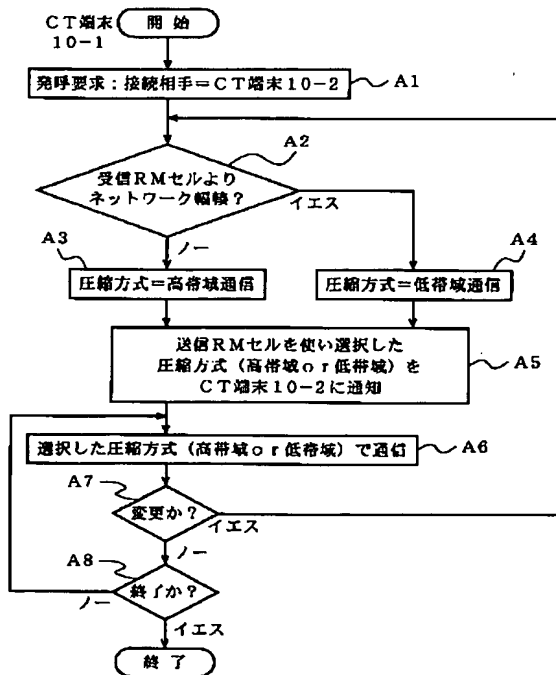 CT端末
10-1
開始
発呼要求：接続相手＝CT端末10-2
A1
A2
受信RMセルより
ネットワーク輻輳？
イエス
ノー
A3
A4
圧縮方式＝高帯域通信
圧縮方式＝低帯域通信
送信RMセルを使い選択した
圧縮方式（高帯域or低帯域）を
CT端末10-2に通知
A5
選択した圧縮方式（高帯域or低帯域）で通信
A6
A7
変更か？
イエス
ノー
A8
終了か？
ノー
イエス
終了